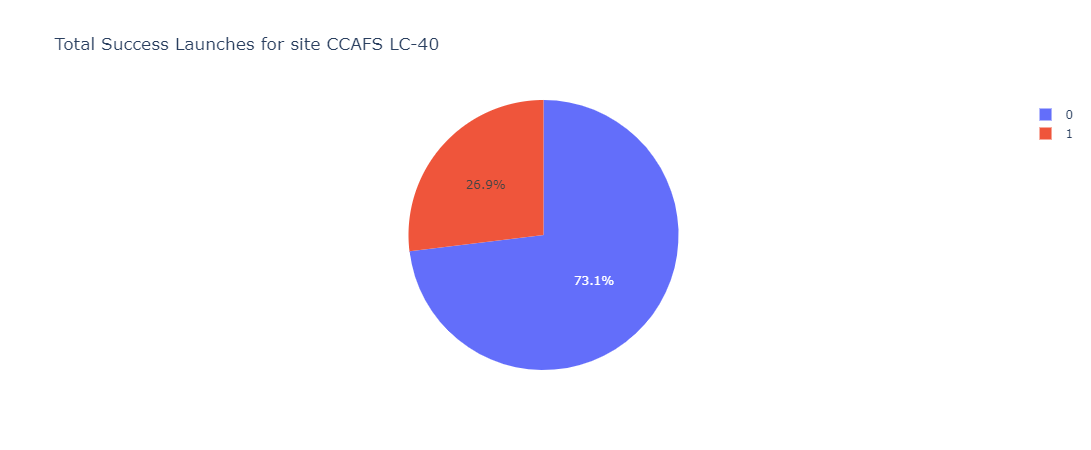 Total Success Launches for site CCAFS LC-40
0
1
26.9%
73.1%